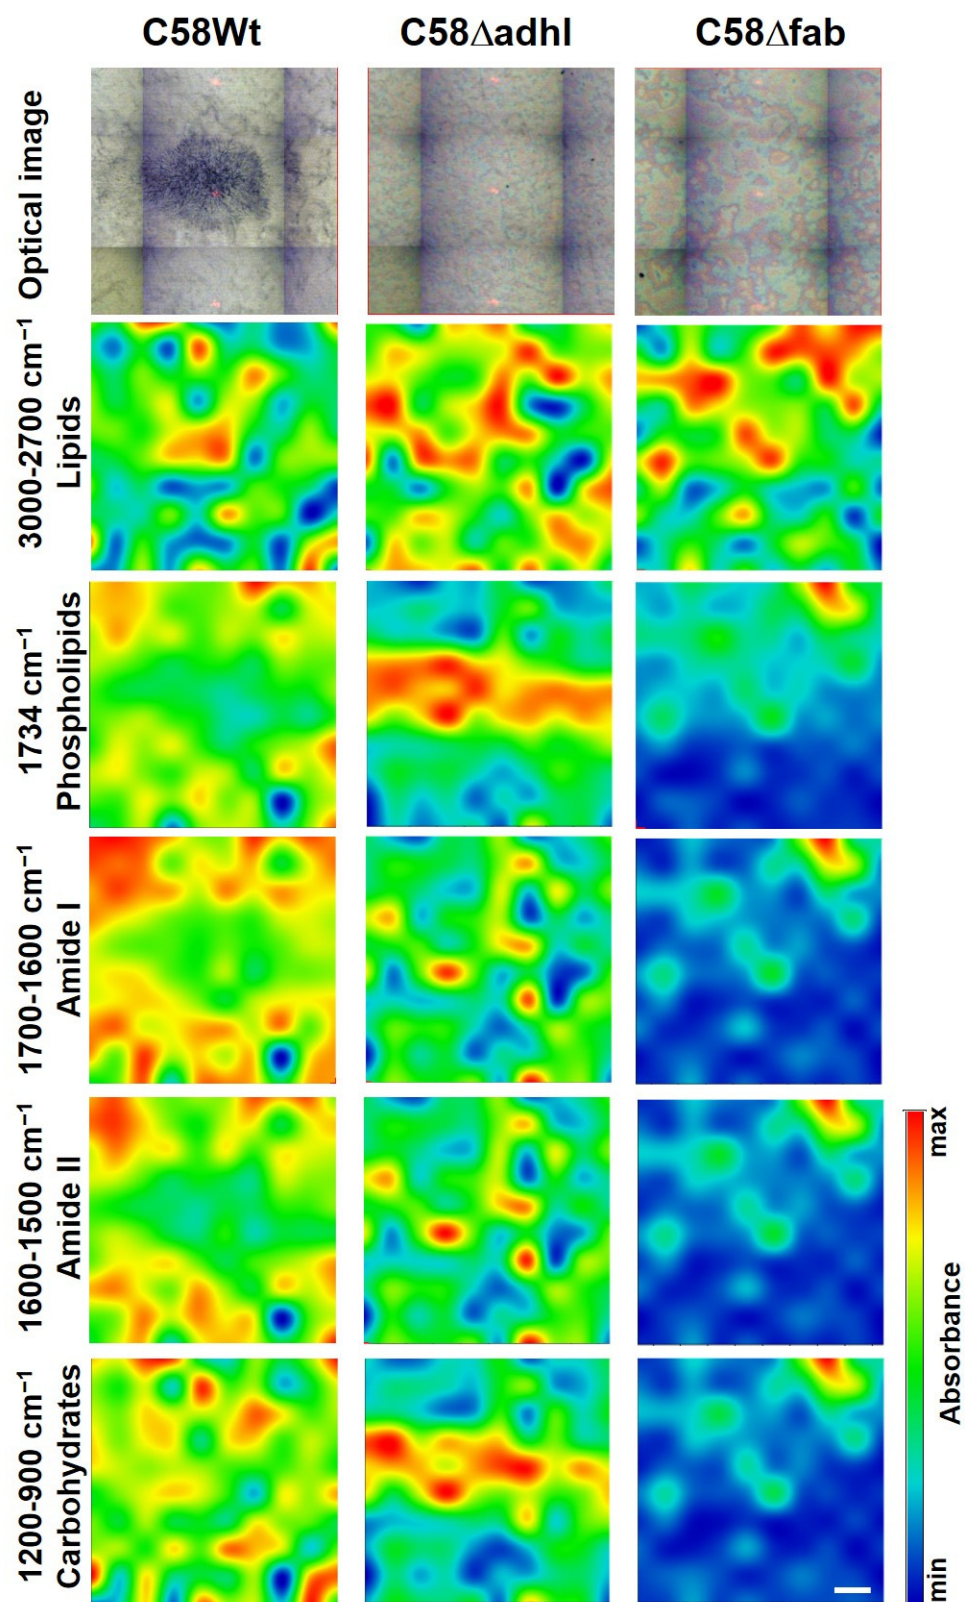 C58Wt C58Δadhl C58Δfab
Optical image
3000-2700 cm⁻¹
Lipids
1734 cm⁻¹
Phospholipids
1700-1600 cm⁻¹
Amide I
1600-1500 cm⁻¹
Amide II
1200-900 cm⁻¹
Carbohydrates
max
Absorbance
min